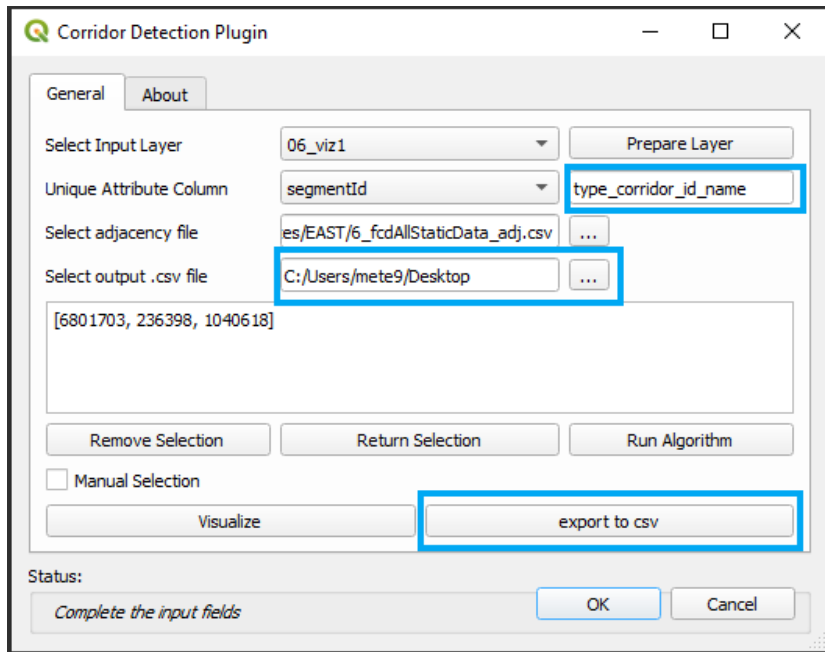 Corridor Detection Plugin
General About
Select Input Layer 06_viz1 Prepare Layer
Unique Attribute Column segmentId type_corridor_id_name
Select adjacency file es/EAST/6_fcdAllStaticData_adj.csv ...
Select output .csv file C:/Users/mete9/Desktop ...
[6801703, 236398, 1040618]
Remove Selection Return Selection Run Algorithm
Manual Selection
Visualize export to csv
Status:
Complete the input fields OK Cancel